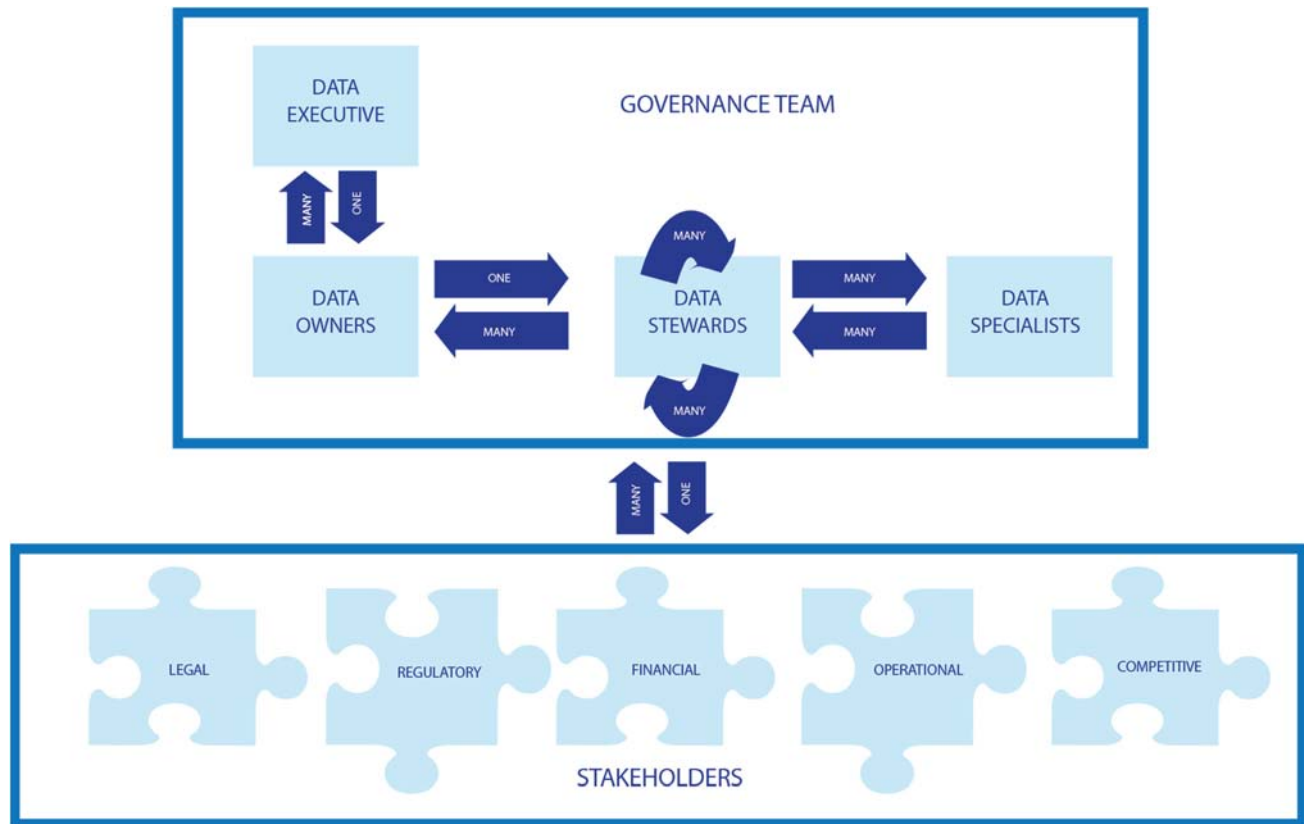 DATA
EXECUTIVE
GOVERNANCE TEAM
MANY
ONE
MANY
DATA
OWNERS
ONE
MANY
DATA
STEWARDS
MANY
MANY
DATA
SPECIALISTS
MANY
MANY
ONE
LEGAL
REGULATORY
FINANCIAL
OPERATIONAL
COMPETITIVE
STAKEHOLDERS